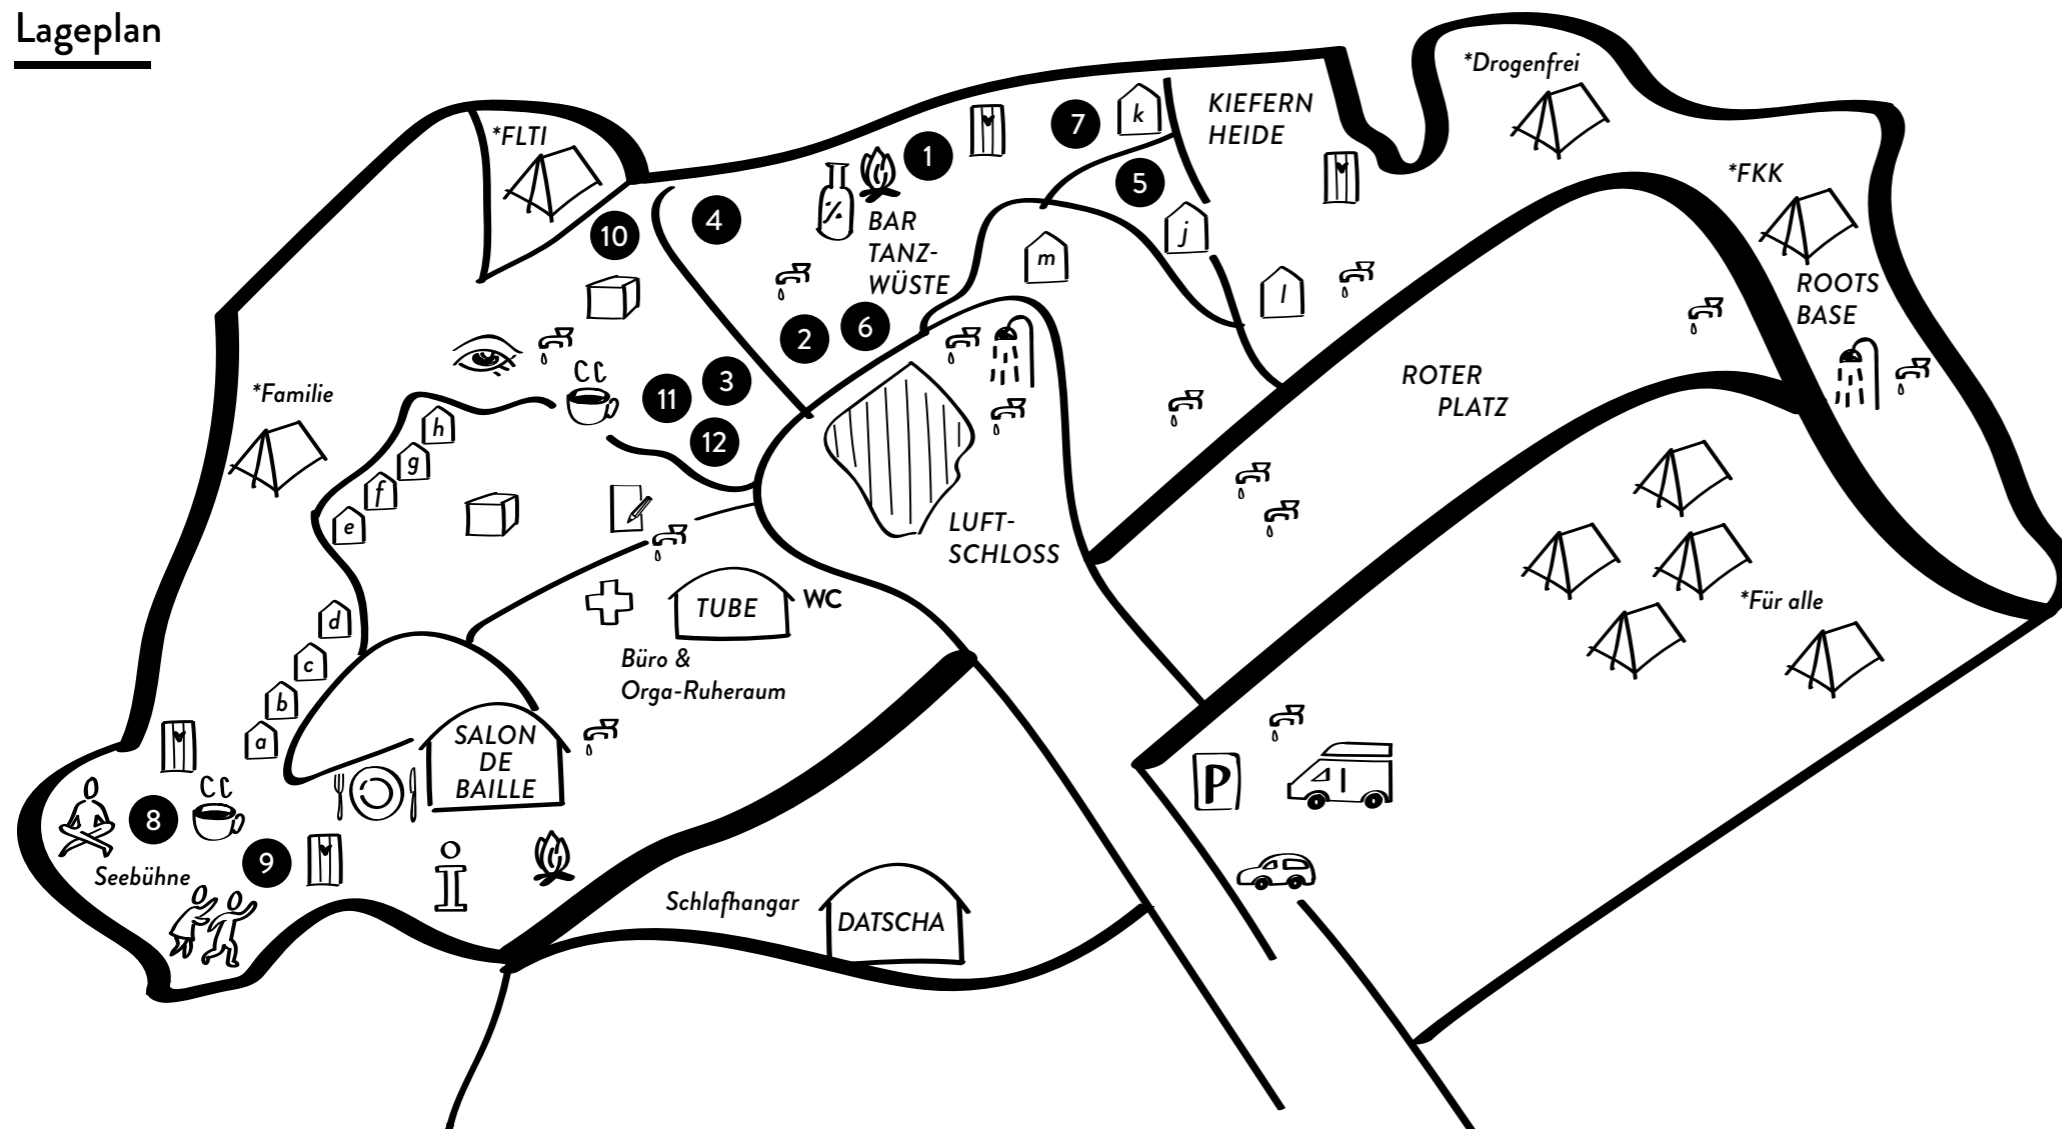 Lageplan
*Drogenfrei
*FLTI
KIEFERN
HEIDE
k
7
1
5
*FKK
10
4
BAR
TANZ-
WÜSTE
j
m
l
ROOTS
BASE
2
6
ROTER
PLATZ
*Familie
3
11
12
h
g
f
e
LUFT-
SCHLOSS
TUBE
WC
*Für alle
d
c
b
a
Büro &
Orga-Ruheraum
SALON
DE
BAILLE
P
8
9
Seebühne
i
Schlafhangar
DATSCHA